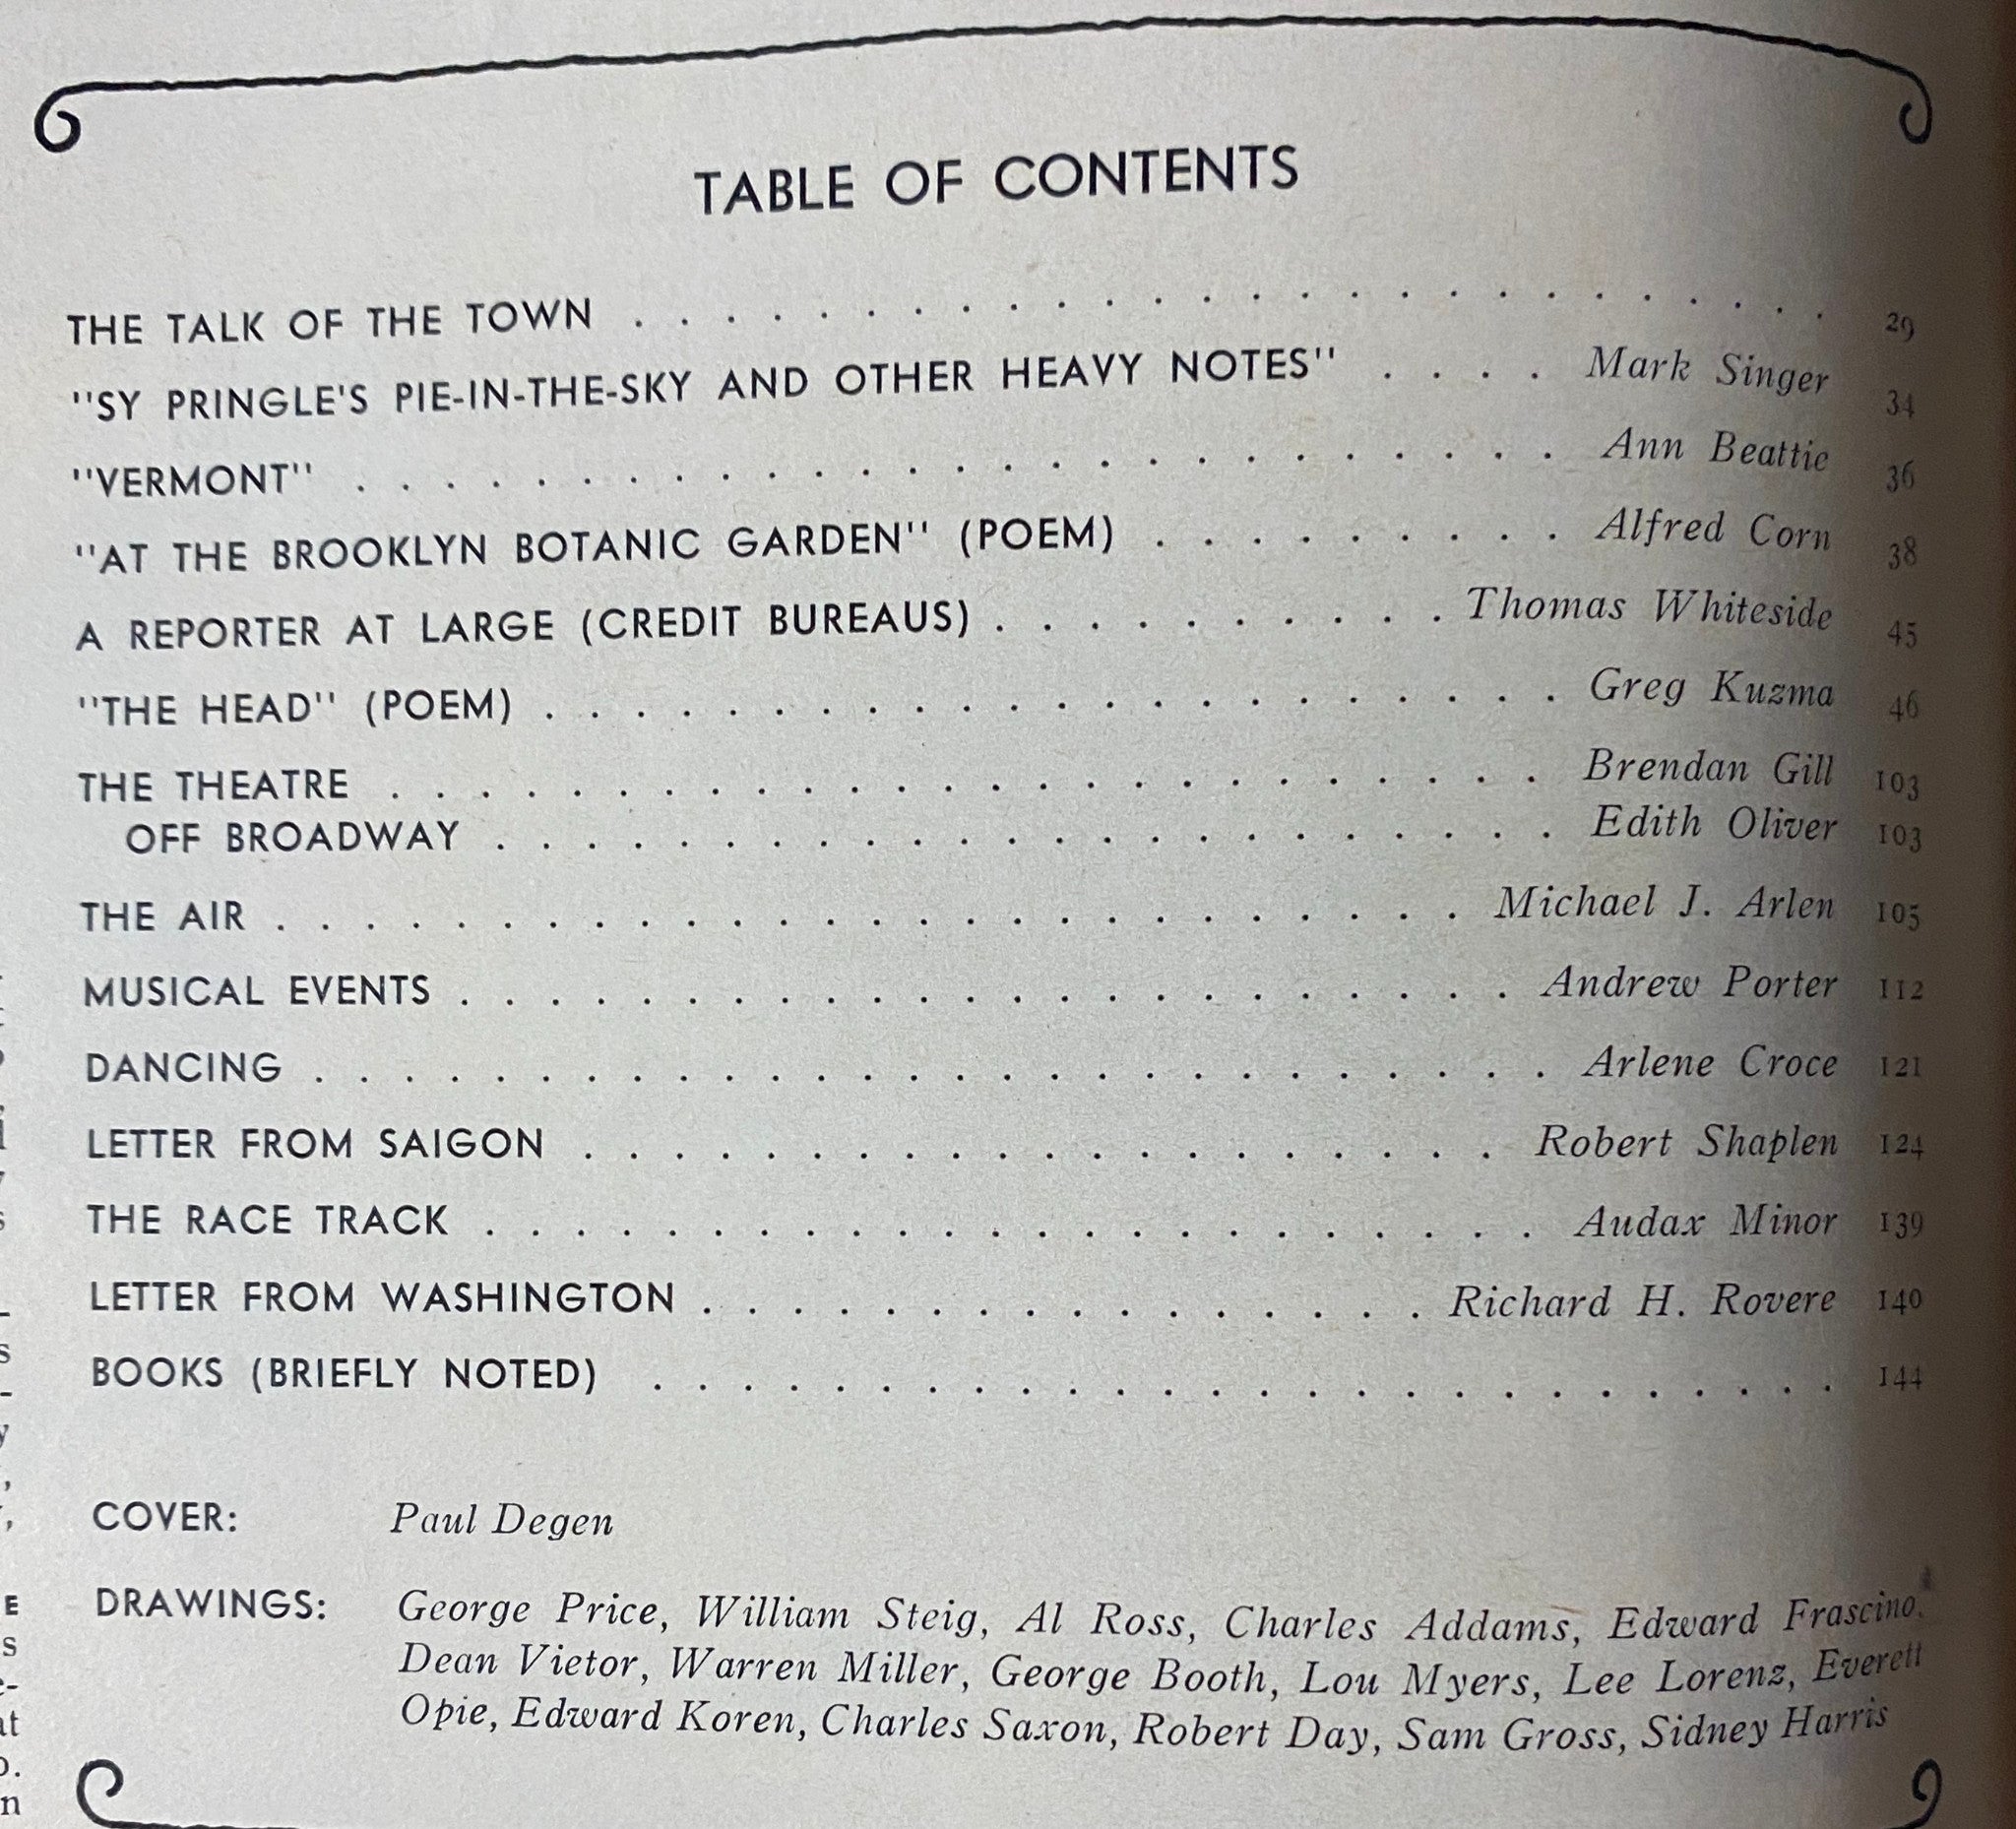 TABLE OF CONTENTS
THE TALK OF THE TOWN . . . . . . . . . . . . . . . . . . . . . . . . . . 29
"SY PRINGLE'S PIE-IN-THE-SKY AND OTHER HEAVY NOTES" . . . . Mark Singer 34
"VERMONT" . . . . . . . . . . . . . . . . . . . . . . . . . . . Ann Beattie 36
"AT THE BROOKLYN BOTANIC GARDEN" (POEM) . . . . . . . . . Alfred Corn 38
A REPORTER AT LARGE (CREDIT BUREAUS) . . . . . . . . . . Thomas Whiteside 45
"THE HEAD" (POEM) . . . . . . . . . . . . . . . . . . . . . . . Greg Kuzma 46
THE THEATRE . . . . . . . . . . . . . . . . . . . . . . . . . . Brendan Gill 103
OFF BROADWAY . . . . . . . . . . . . . . . . . . . . . . . . Edith Oliver 103
THE AIR . . . . . . . . . . . . . . . . . . . . . . . . . . . Michael J. Arlen 105
MUSICAL EVENTS . . . . . . . . . . . . . . . . . . . . . . . . Andrew Porter 112
DANCING . . . . . . . . . . . . . . . . . . . . . . . . . . . . Arlene Croce 121
LETTER FROM SAIGON . . . . . . . . . . . . . . . . . . . . . Robert Shaplen 124
THE RACE TRACK . . . . . . . . . . . . . . . . . . . . . . . . Audax Minor 139
LETTER FROM WASHINGTON . . . . . . . . . . . . . . . . . Richard H. Rovere 140
BOOKS (BRIEFLY NOTED) . . . . . . . . . . . . . . . . . . . . . . . . . . 144
COVER: Paul Degen
DRAWINGS: George Price, William Steig, Al Ross, Charles Addams, Edward Frascino,
Dean Vietor, Warren Miller, George Booth, Lou Myers, Lee Lorenz, Everett
Opie, Edward Koren, Charles Saxon, Robert Day, Sam Gross, Sidney Harris